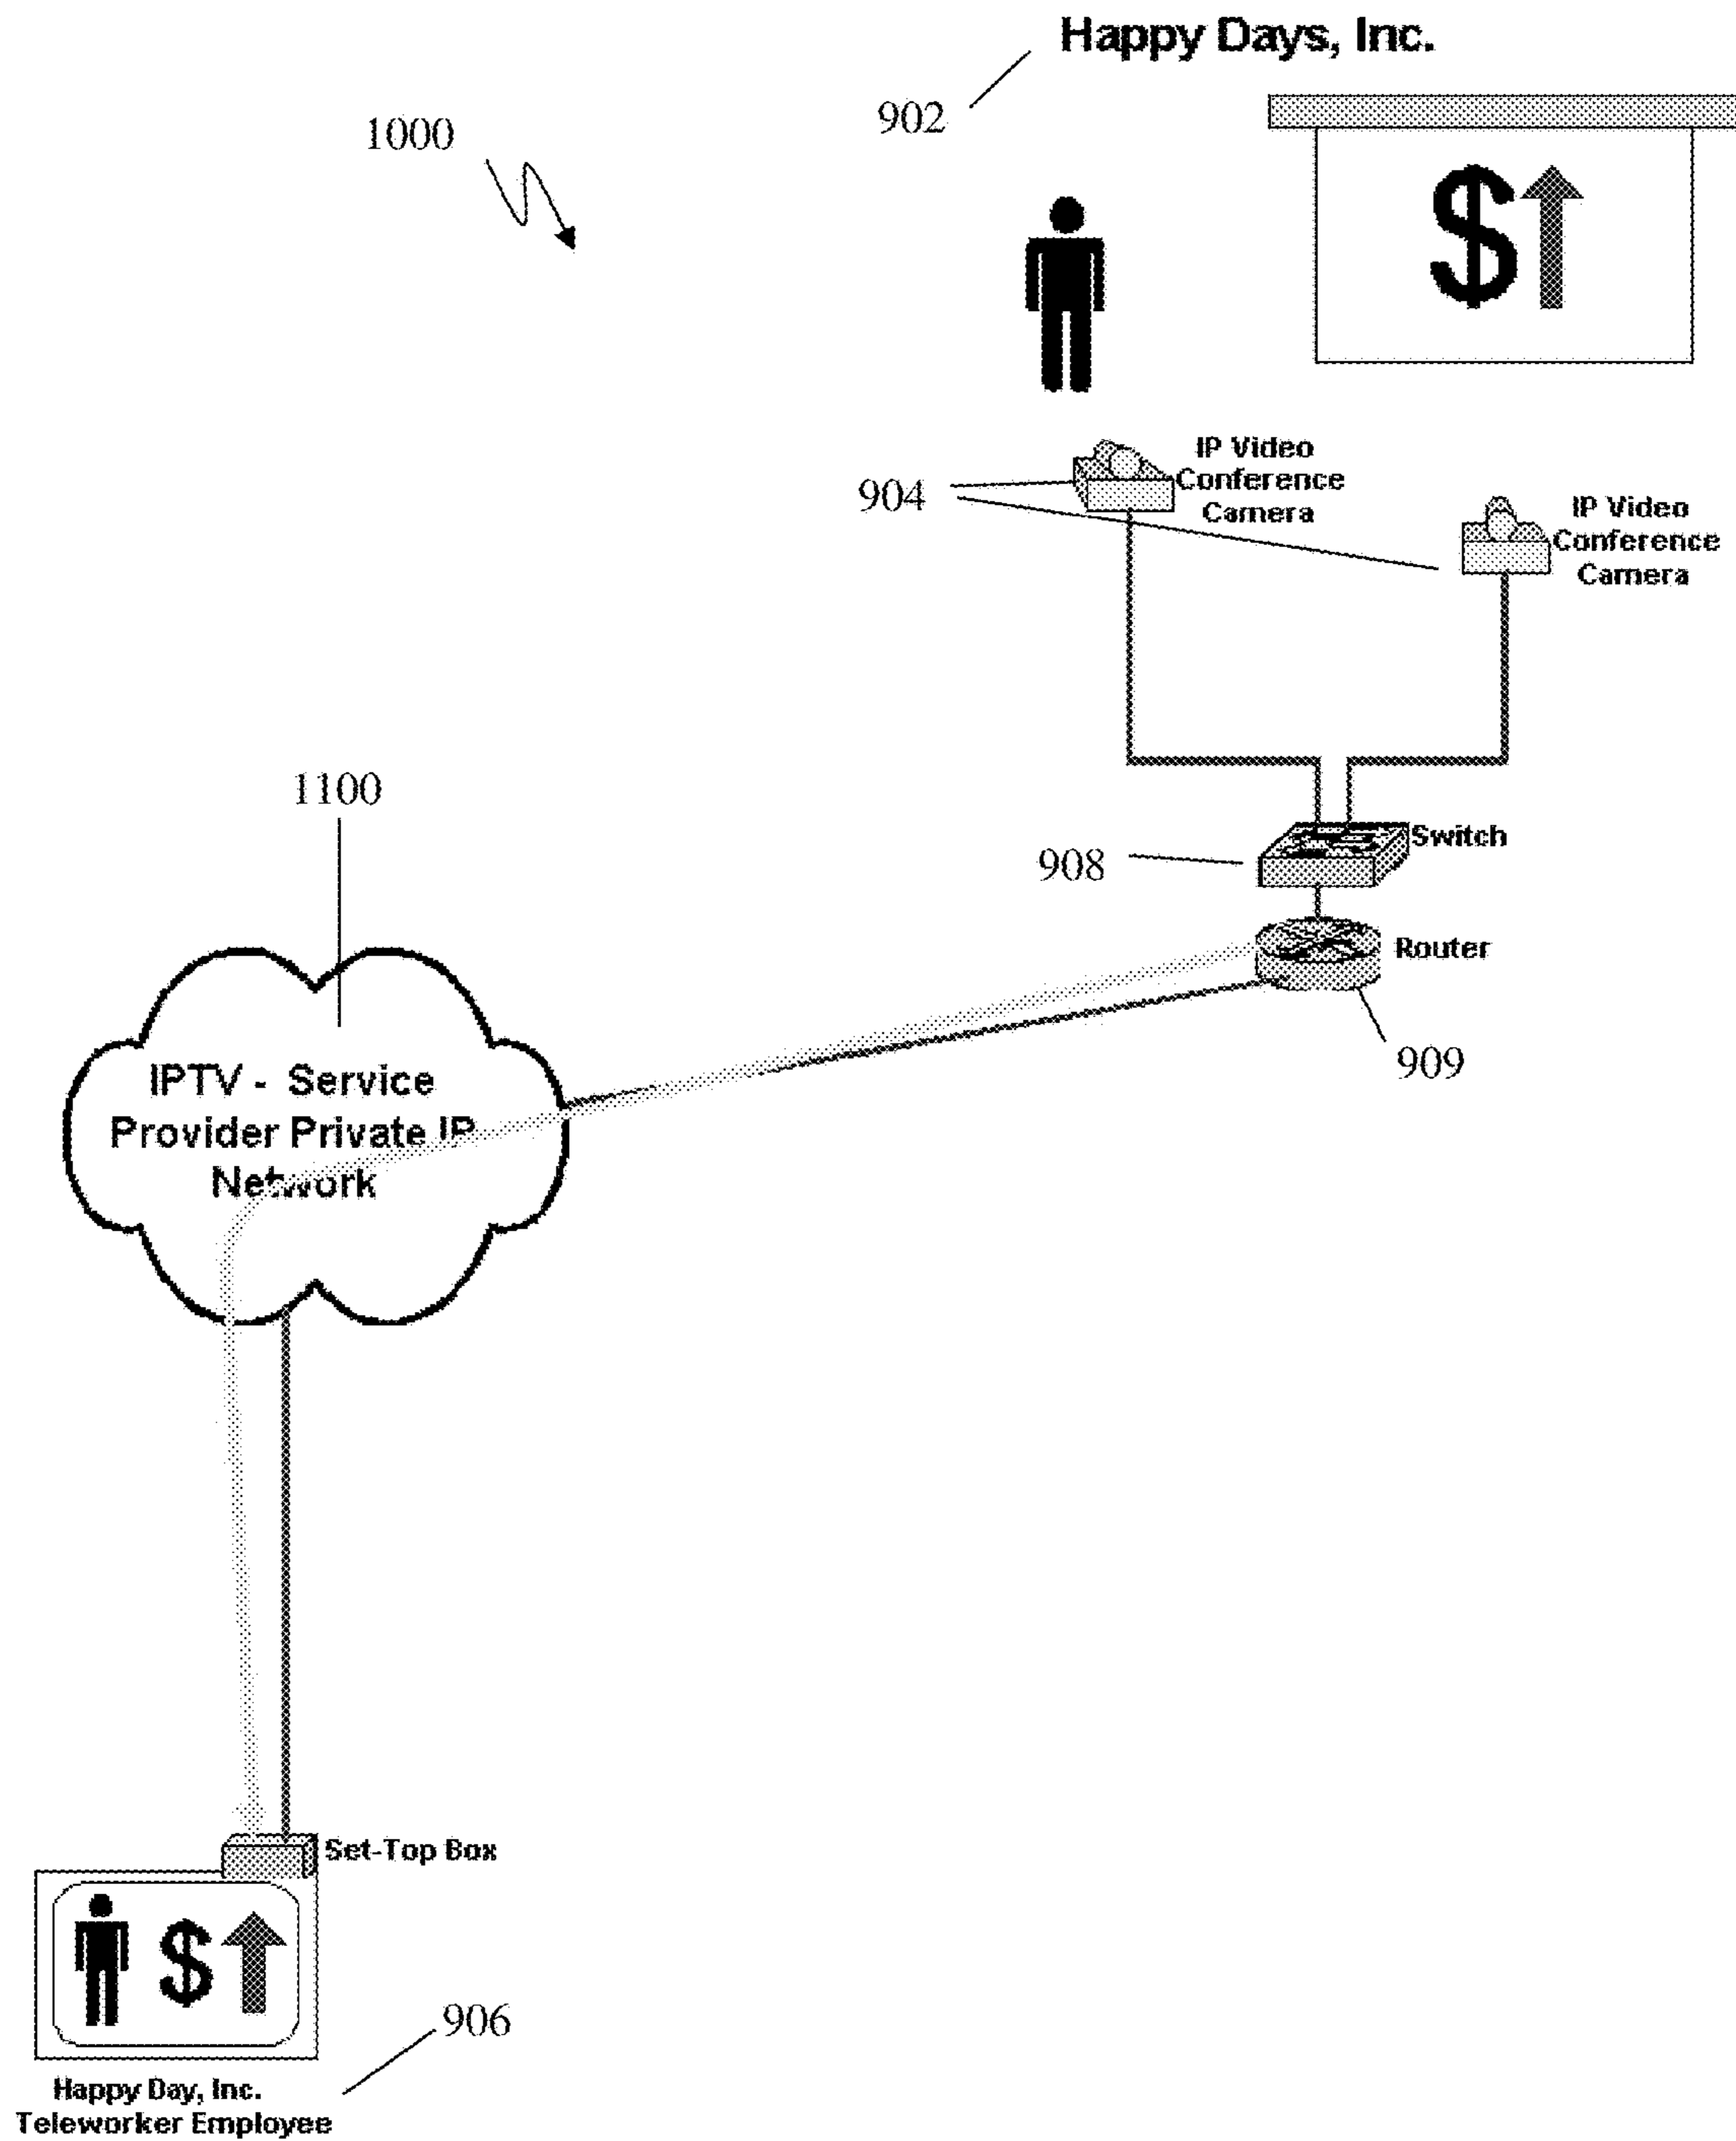 Happy Days, Inc.
902
1000
$
904
IP Video
Conference
Camera
IP Video
Conference
Camera
1100
Switch
908
Router
909
IPTV - Service
Provider Private IP
Network
Set-Top Box
$
906
Happy Day, Inc.
Teleworker Employee